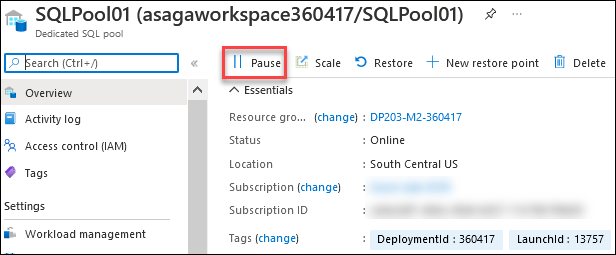 SQLPool01 (asagaworkspace360417/SQLPool01)
Dedicated SQL pool
Search (Ctrl+/)
«
Pause
Scale
Restore
New restore point
Delete
Overview
Activity log
Access control (IAM)
Tags
Settings
Workload management
Essentials
Resource gro... (change) : DP203-M2-360417
Status : Online
Location : South Central US
Subscription (change) :
Subscription ID :
Tags (change) : DeploymentId : 360417 LaunchId : 13757